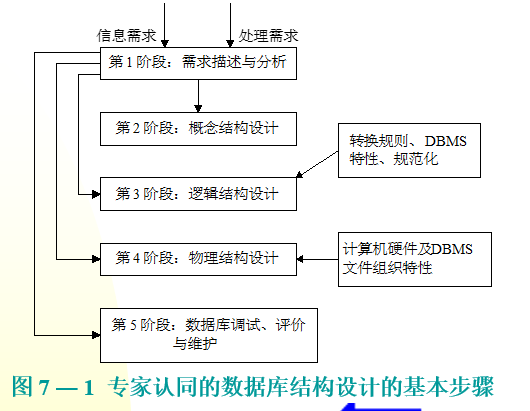 信息需求 处理需求
第1阶段：需求描述与分析
第2阶段：概念结构设计
转换规则、DBMS
特性、规范化
第3阶段：逻辑结构设计
第4阶段：物理结构设计
计算机硬件及DBMS
文件组织特性
第5阶段：数据库调试、评价
与维护
图 7 — 1 专家认同的数据库结构设计的基本步骤